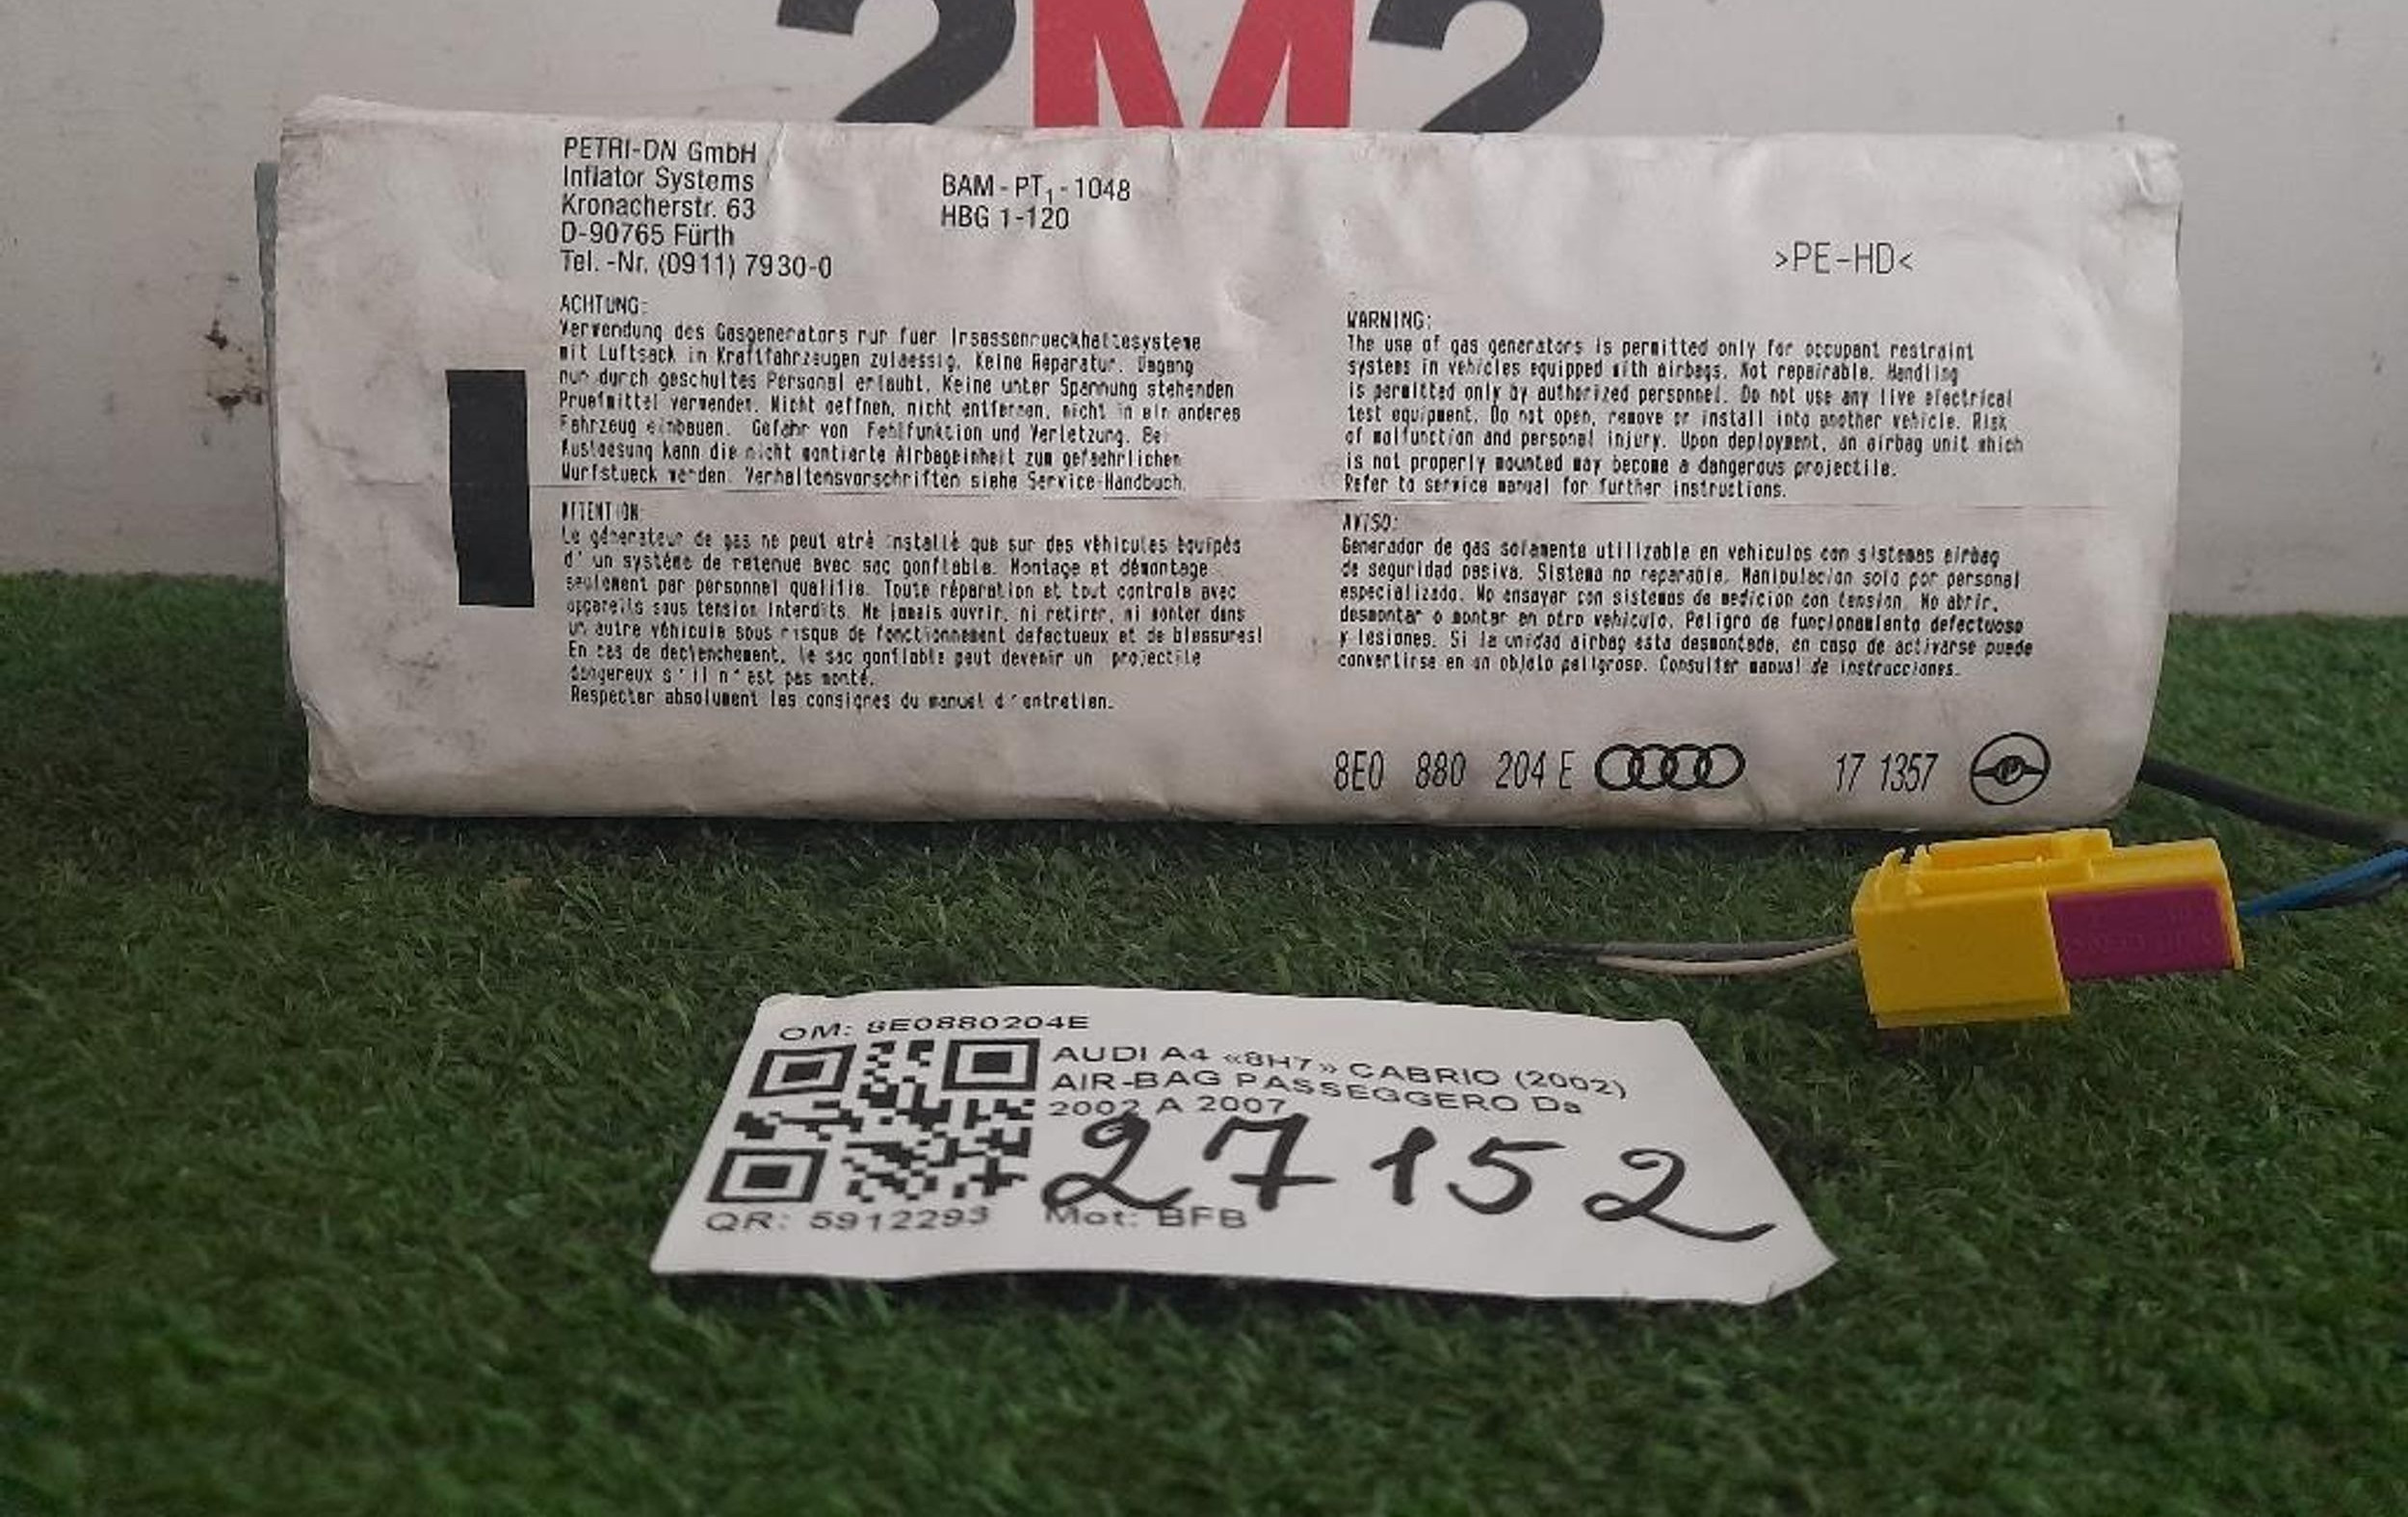 2M2
PETRI-DN GmbH
Inflator Systems
Kronacherstr. 63
D-90765 Fürth
Tel. -Nr. (0911) 7930-0
BAM - PT1 - 1048
HBG 1-120
>PE-HD<
ACHTUNG:
Verwendung des Gasgenerators nur fuer Insassenrueckhaltesysteme
mit Luftsack in Kraftfahrzeugen zulaessig. Keine Reparatur. Umgang
nur durch geschultes Personal erlaubt. Keine unter Spannung stehenden
Pruefmittel verwenden. Nicht oeffnen, nicht entfernen, nicht in ein anderes
Fahrzeug einbauen. Gefahr von Fehlfunktion und Verletzung. Bei
Ausloesung kann die nicht montierte Airbageinheit zum gefaehrlichen
Wurfstueck werden. Verhaltensvorschriften siehe Service-Handbuch.
ATTENTION:
Le générateur de gas ne peut etrè installé que sur des véhicules équipés
d' un systéme de retenue avec sac gonflable. Montage et démontage
seulement par personnel qualifie. Toute réparation et tout controle avec
appareils sous tension interdits. Ne jamais ouvrir, ni retirer, ni monter dans
un autre véhicule sous risque de fonctionnement defectueux et de blessures!
En cas de declenchement, le sac gonflable peut devenir un projectile
dangereux s'il n'est pas monté.
Respecter absolument les consignes du manuel d'entretien.
WARNING:
The use of gas generators is permitted only for occupant restraint
systems in vehicles equipped with airbags. Not repairable. Handling
is permitted only by authorized personnel. Do not use any live electrical
test equipment. Do not open, remove or install into another vehicle. Risk
of malfunction and personal injury. Upon deployment, an airbag unit which
is not properly mounted may become a dangerous projectile.
Refer to service manual for further instructions.
AVISO:
Generador de gas solamente utilizable en vehiculos con sistemas airbag
de seguridad pasiva. Sistema no reparable. Manipulacion solo por personal
especializado. No ensayar con sistemas de medicion con tension. No abrir,
desmontar o montar en otro vehiculo. Peligro de funcionamiento defectuoso
y lesiones. Si la unidad airbag esta desmontada, en caso de activarse puede
convertirse en un objeto peligroso. Consulter manual de instrucciones.
8E0 880 204 E
17 1357
OM: 8E0880204E
AUDI A4 «8H7» CABRIO (2002)
AIR-BAG PASSEGGERO Da
2002 A 2007
27152
QR: 5912293 Mot: BFB